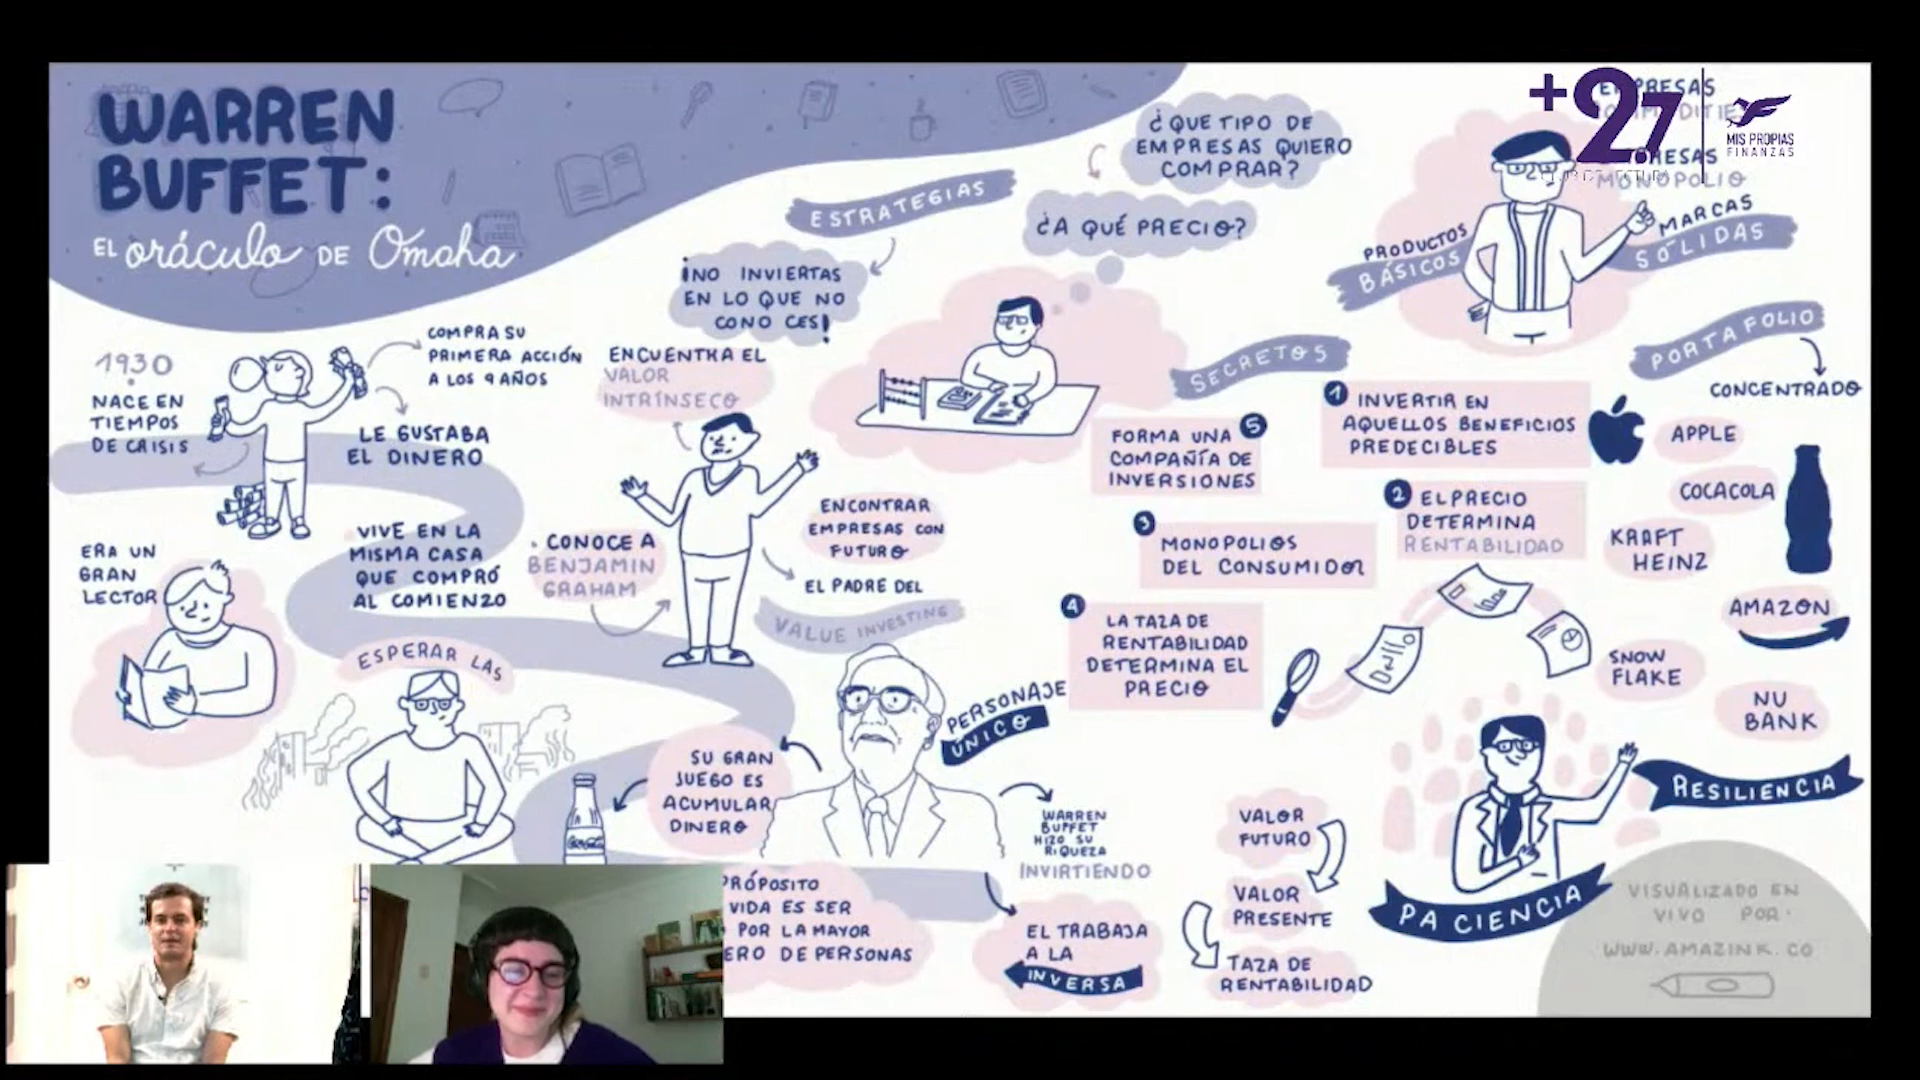 WARREN
BUFFET:
EL oráculo DE Omaha
1930
NACE EN
TIEMPOS
DE CRISIS
COMPRA SU
PRIMERA ACCIÓN
A LOS 9 AÑOS
LE GUSTABA
EL DINERO
ERA UN
GRAN
LECTOR
VIVE EN LA
MISMA CASA
QUE COMPRÓ
AL COMIENZO
ESPERAR LAS
ESTRATEGIAS
¡NO INVIERTAS
EN LO QUE NO
CONO CES!
ENCUENTRA EL
VALOR
INTRÍNSECO
CONOCE A
BENJAMIN
GRAHAM
ENCONTRAR
EMPRESAS CON
FUTURO
EL PADRE DEL
VALUE INVESTING
¿QUE TIPO DE
EMPRESAS QUIERO
COMPRAR?
¿A QUÉ PRECIO?
PERSONAJE
ÚNICO
SU GRAN
JUEGO ES
ACUMULAR
DINERO
Coca-Cola
WARREN
BUFFET
HIZO SU
RIQUEZA
INVIRTIENDO
PRÓPOSITO
VIDA ES SER
POR LA MAYOR
ERO DE PERSONAS
EL TRABAJA
A LA
INVERSA
SECRETOS
1 INVERTIR EN
AQUELLOS BENEFICIOS
PREDECIBLES
2 EL PRECIO
DETERMINA
RENTABILIDAD
3 MONOPOLIOS
DEL CONSUMIDOR
4 LA TAZA DE
RENTABILIDAD
DETERMINA EL
PRECIO
5 FORMA UNA
COMPAÑÍA DE
INVERSIONES
VALOR
FUTURO
VALOR
PRESENTE
TAZA DE
RENTABILIDAD
PRODUCTOS
BÁSICOS
EMPRESAS
MONOPOLIO
MARCAS
SÓLIDAS
+27
MIS PROPIAS
FINANZAS
PORTAFOLIO
CONCENTRADO
APPLE
COCACOLA
KRAFT
HEINZ
AMAZON
SNOW
FLAKE
NU
BANK
RESILIENCIA
PA CIENCIA
VISUALIZADO EN
VIVO POR·
WWW.AMAZINK.CO